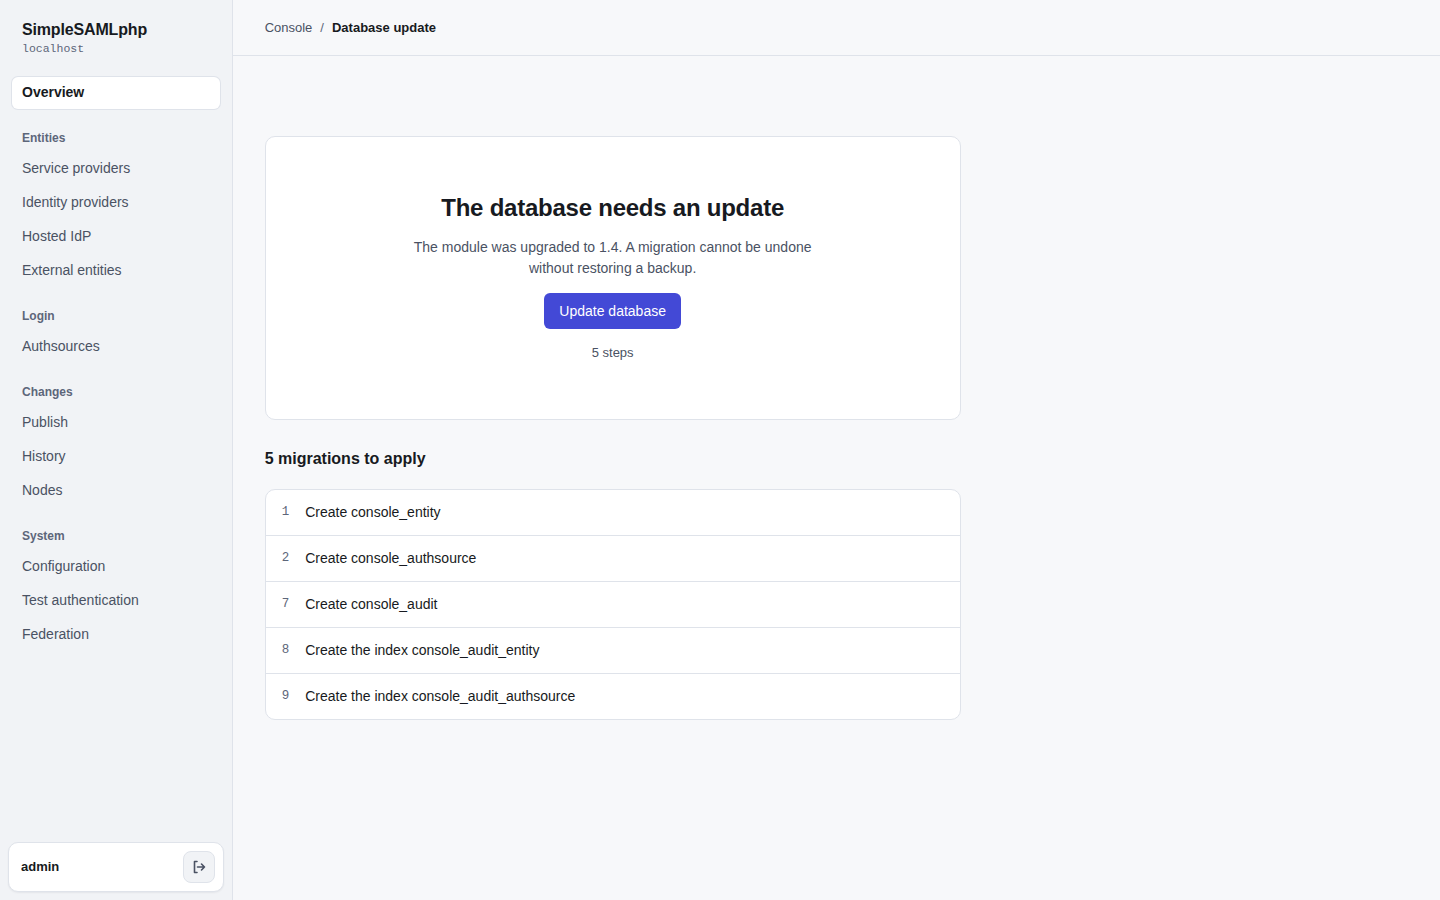 SimpleSAMLphp
localhost
Overview
Entities
Service providers
Identity providers
Hosted IdP
External entities
Login
Authsources
Changes
Publish
History
Nodes
System
Configuration
Test authentication
Federation
admin
Console / Database update
The database needs an update
The module was upgraded to 1.4. A migration cannot be undone
without restoring a backup.
Update database
5 steps
5 migrations to apply
1 Create console_entity
2 Create console_authsource
7 Create console_audit
8 Create the index console_audit_entity
9 Create the index console_audit_authsource